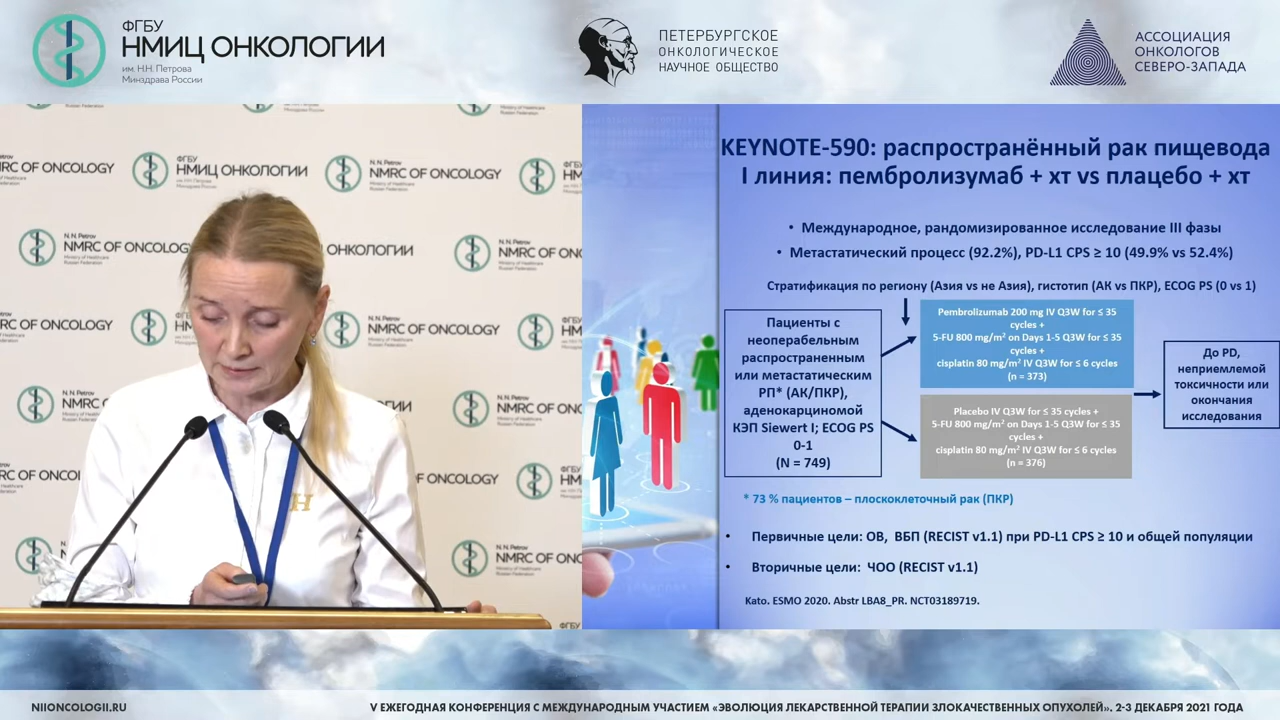 ФГБУ
НМИЦ ОНКОЛОГИИ
им. Н.Н. Петрова
Минздрава России
ПЕТЕРБУРГСКОЕ
ОНКОЛОГИЧЕСКОЕ
НАУЧНОЕ ОБЩЕСТВО
АССОЦИАЦИЯ
ОНКОЛОГОВ
СЕВЕРО-ЗАПАДА
ФГБУ
НМИЦ ОНКОЛОГИИ
N.N. Petrov
NMRC OF ONCOLOGY
NMRC OF ONCOLOGY
KEYNOTE-590: распространённый рак пищевода
I линия: пембролизумаб + хт vs плацебо + хт
• Международное, рандомизированное исследование III фазы
• Метастатический процесс (92.2%), PD-L1 CPS ≥ 10 (49.9% vs 52.4%)
Стратификация по региону (Азия vs не Азия), гистотип (АК vs ПКР), ECOG PS (0 vs 1)
Пациенты с
неоперабельным
распространенным
или метастатическим
РП* (АК/ПКР),
аденокарциномой
КЭП Siewert I; ECOG PS
0-1
(N = 749)
Pembrolizumab 200 mg IV Q3W for ≤ 35
cycles +
5-FU 800 mg/m² on Days 1-5 Q3W for ≤ 35
cycles +
cisplatin 80 mg/m² IV Q3W for ≤ 6 cycles
(n = 373)
Placebo IV Q3W for ≤ 35 cycles +
5-FU 800 mg/m² on Days 1-5 Q3W for ≤ 35
cycles +
cisplatin 80 mg/m² IV Q3W for ≤ 6 cycles
(n = 376)
До PD,
неприемлемой
токсичности или
окончания
исследования
* 73 % пациентов – плоскоклеточный рак (ПКР)
• Первичные цели: ОВ, ВБП (RECIST v1.1) при PD-L1 CPS ≥ 10 и общей популяции
• Вторичные цели: ЧОО (RECIST v1.1)
Kato. ESMO 2020. Abstr LBA8_PR. NCT03189719.
NIIONCOLOGII.RU
V ЕЖЕГОДНАЯ КОНФЕРЕНЦИЯ С МЕЖДУНАРОДНЫМ УЧАСТИЕМ «ЭВОЛЮЦИЯ ЛЕКАРСТВЕННОЙ ТЕРАПИИ ЗЛОКАЧЕСТВЕННЫХ ОПУХОЛЕЙ». 2-3 ДЕКАБРЯ 2021 ГОДА